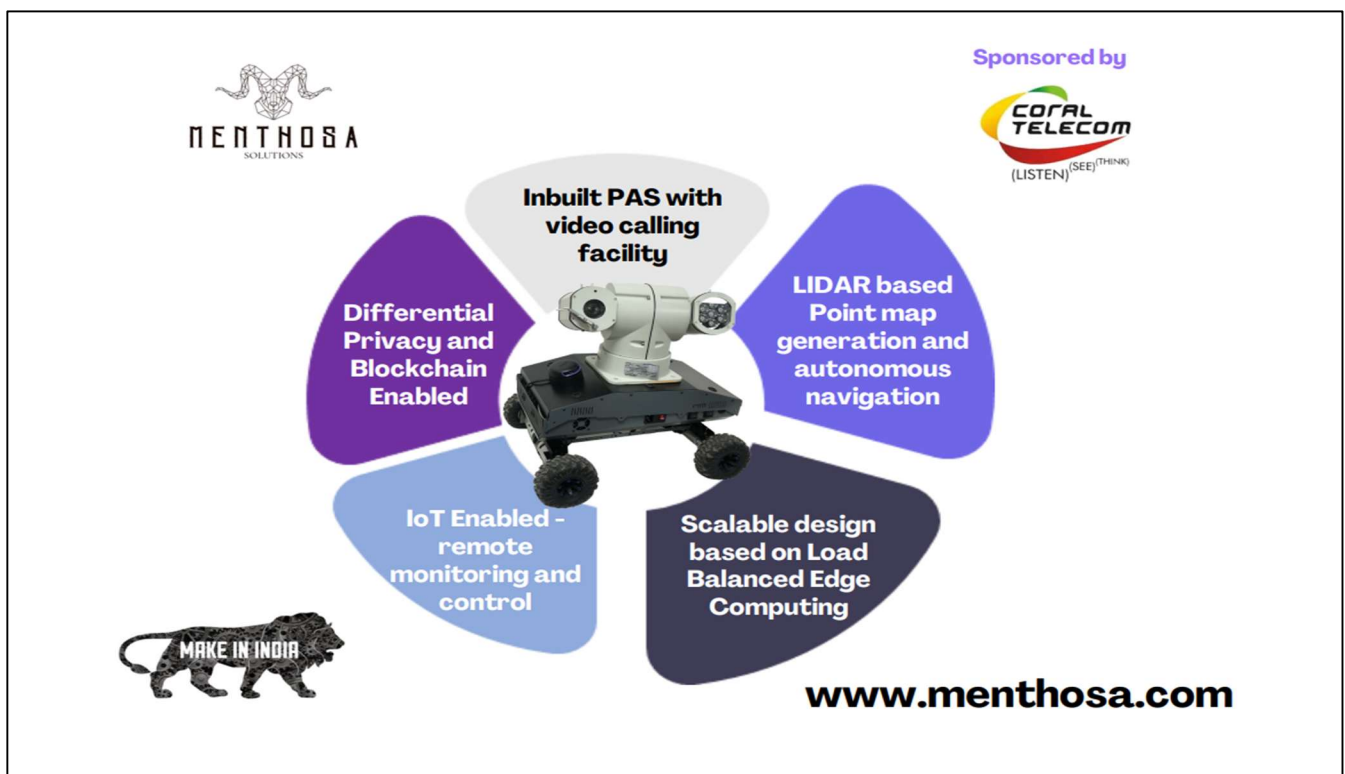 MENTHOSA
SOLUTIONS
Sponsored by
CORAL
TELECOM
(LISTEN)(SEE)(THINK)
Inbuilt PAS with
video calling
facility
Differential
Privacy and
Blockchain
Enabled
LIDAR based
Point map
generation and
autonomous
navigation
IoT Enabled -
remote
monitoring and
control
Scalable design
based on Load
Balanced Edge
Computing
MAKE IN INDIA
www.menthosa.com